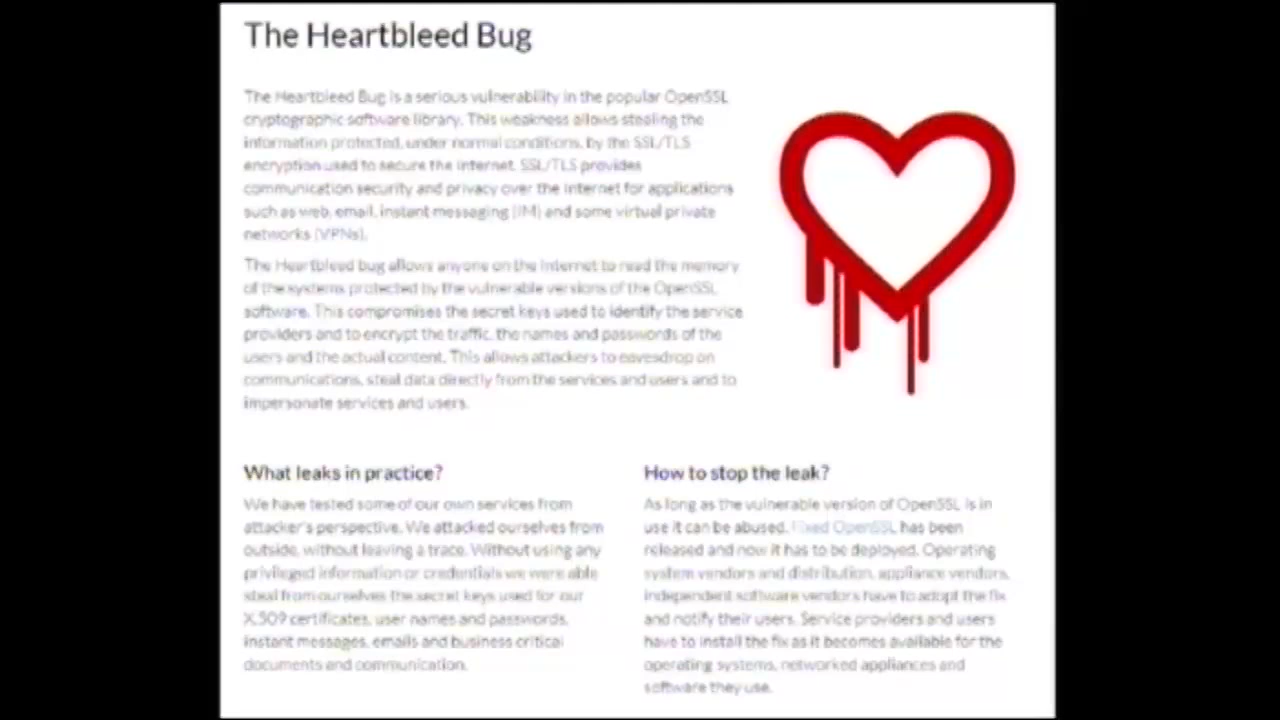 The Heartbleed Bug
The Heartbleed Bug is a serious vulnerability in the popular OpenSSL
cryptographic software library. This weakness allows stealing the
information protected, under normal conditions, by the SSL/TLS
encryption used to secure the Internet. SSL/TLS provides
communication security and privacy over the Internet for applications
such as web, email, instant messaging (IM) and some virtual private
networks (VPNs).
The Heartbleed bug allows anyone on the Internet to read the memory
of the systems protected by the vulnerable versions of the OpenSSL
software. This compromises the secret keys used to identify the service
providers and to encrypt the traffic, the names and passwords of the
users and the actual content. This allows attackers to eavesdrop on
communications, steal data directly from the services and users and to
impersonate services and users.
What leaks in practice?
We have tested some of our own services from
attacker's perspective. We attacked ourselves from
outside, without leaving a trace. Without using any
privileged information or credentials we were able
steal from ourselves the secret keys used for our
X.509 certificates, user names and passwords,
instant messages, emails and business critical
documents and communication.
How to stop the leak?
As long as the vulnerable version of OpenSSL is in
use it can be abused. Fixed OpenSSL has been
released and now it has to be deployed. Operating
system vendors and distribution, appliance vendors,
independent software vendors have to adopt the fix
and notify their users. Service providers and users
have to install the fix as it becomes available for the
operating systems, networked appliances and
software they use.